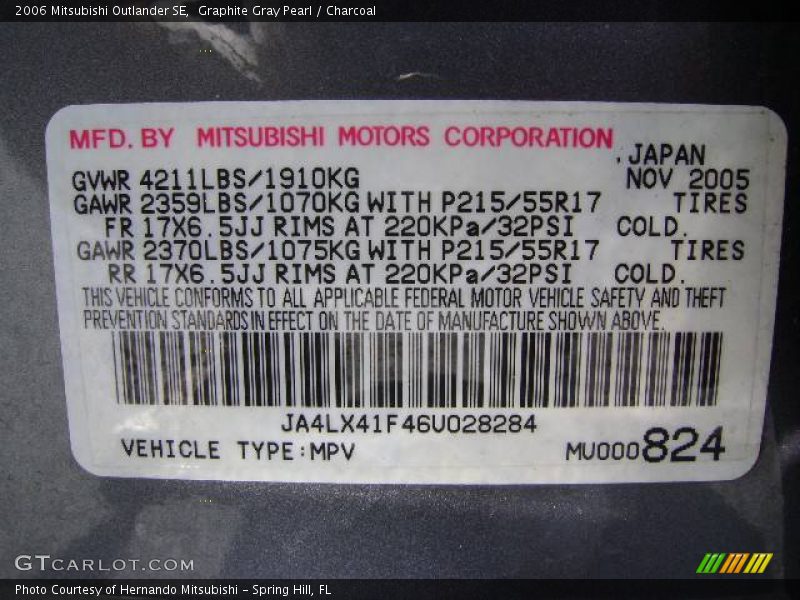 2006 Mitsubishi Outlander SE,  Graphite Gray Pearl / Charcoal
MFD. BY MITSUBISHI MOTORS CORPORATION
.JAPAN
GVWR 4211LBS/1910KG NOV 2005
GAWR 2359LBS/1070KG WITH P215/55R17 TIRES
FR 17X6.5JJ RIMS AT 220KPa/32PSI COLD.
GAWR 2370LBS/1075KG WITH P215/55R17 TIRES
RR 17X6.5JJ RIMS AT 220KPa/32PSI COLD.
THIS VEHICLE CONFORMS TO ALL APPLICABLE FEDERAL MOTOR VEHICLE SAFETY AND THEFT
PREVENTION STANDARDS IN EFFECT ON THE DATE OF MANUFACTURE SHOWN ABOVE.
JA4LX41F46U028284
VEHICLE TYPE:MPV MU000824
GTCARLOT.COM
Photo Courtesy of Hernando Mitsubishi - Spring Hill, FL